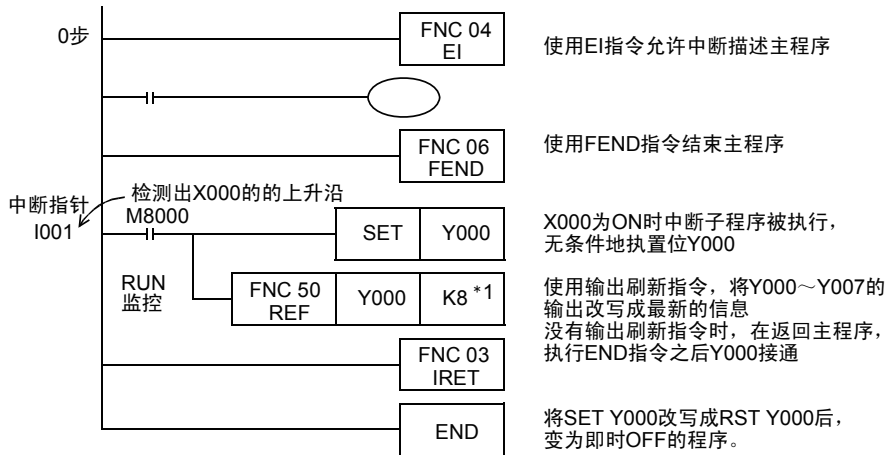 0步
FNC 04
EI
使用EI指令允许中断描述主程序
FNC 06
FEND
使用FEND指令结束主程序
中断指针
I001
检测出X000的的上升沿
M8000
SET
Y000
X000为ON时中断子程序被执行，
无条件地执置位Y000
RUN
监控
FNC 50
REF
Y000
K8 *1
使用输出刷新指令，将Y000～Y007的
输出改写成最新的信息
没有输出刷新指令时，在返回主程序，
执行END指令之后Y000接通
FNC 03
IRET
END
将SET Y000改写成RST Y000后，
变为即时OFF的程序。